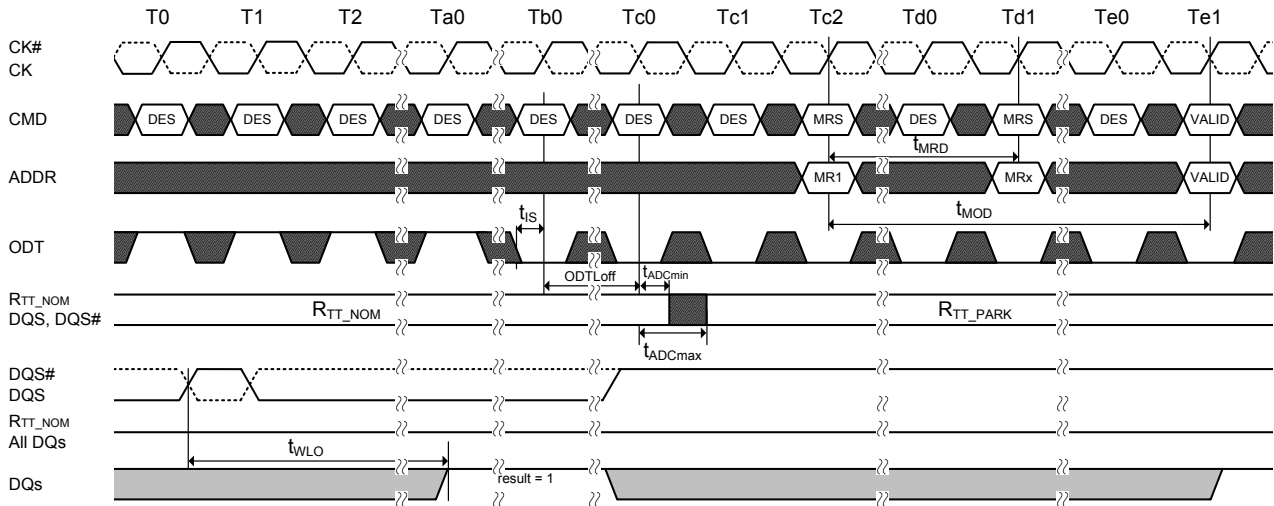 T0 T1 T2 Ta0 Tb0 Tc0 Tc1 Tc2 Td0 Td1 Te0 Te1
CK#
CK
CMD DES DES DES DES DES DES DES MRS DES MRS DES VALID
tMRD
ADDR MR1 MRx VALID
tIS tMOD
ODT
ODTLoff tADCmin
RTT_NOM
DQS, DQS# RTT_NOM RTT_PARK
tADCmax
DQS#
DQS
RTT_NOM
All DQs
tWLO
DQs result = 1